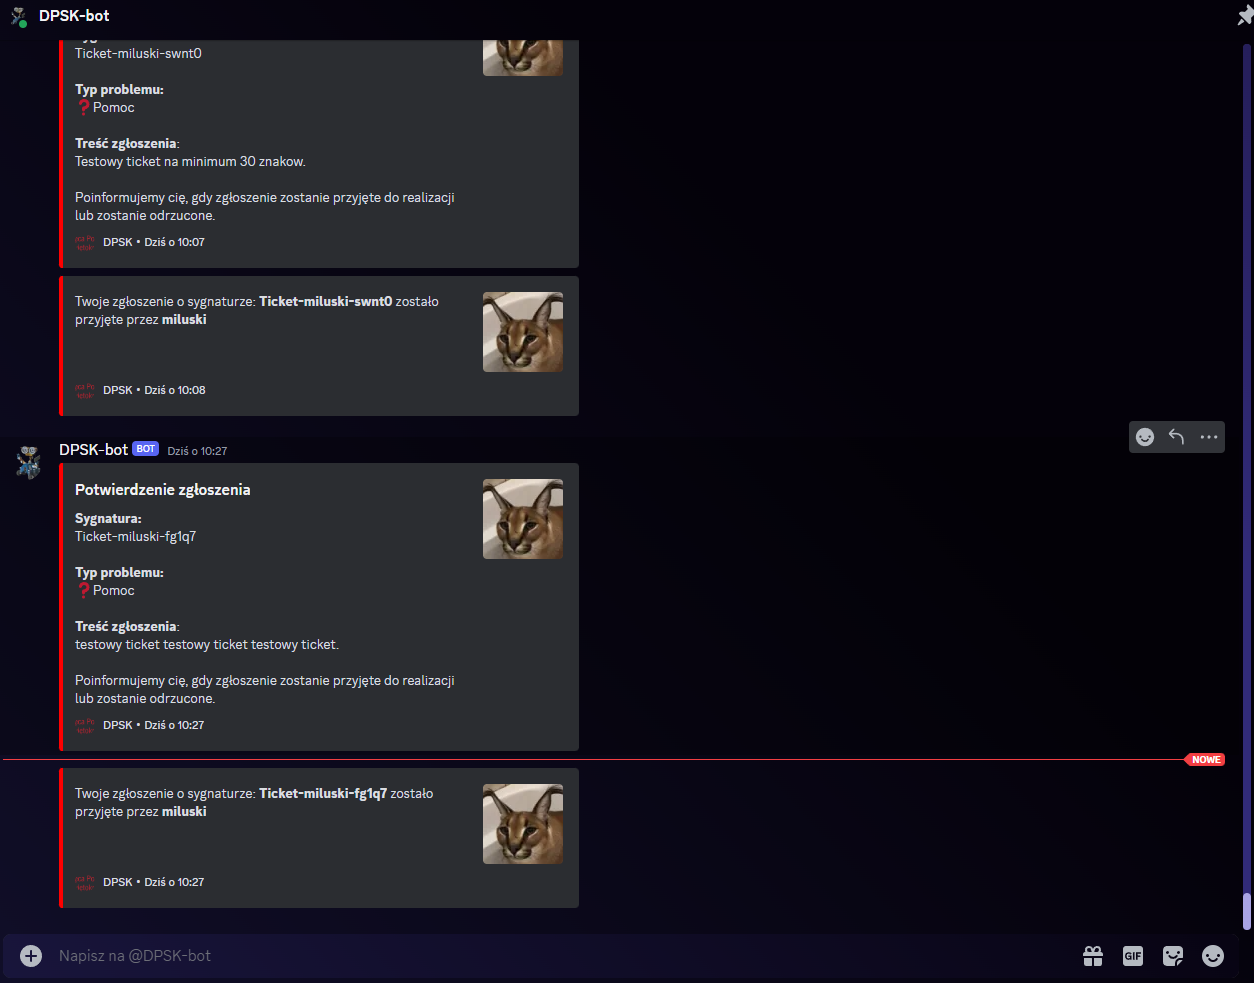 DPSK-bot
Ticket-miluski-swnt0
Typ problemu:
❓Pomoc
Treść zgłoszenia:
Testowy ticket na minimum 30 znakow.
Poinformujemy cię, gdy zgłoszenie zostanie przyjęte do realizacji
lub zostanie odrzucone.
DPSK • Dziś o 10:07
Twoje zgłoszenie o sygnaturze: Ticket-miluski-swnt0 zostało
przyjęte przez miluski
DPSK • Dziś o 10:08
DPSK-bot BOT Dziś o 10:27
Potwierdzenie zgłoszenia
Sygnatura:
Ticket-miluski-fg1q7
Typ problemu:
❓Pomoc
Treść zgłoszenia:
testowy ticket testowy ticket testowy ticket.
Poinformujemy cię, gdy zgłoszenie zostanie przyjęte do realizacji
lub zostanie odrzucone.
DPSK • Dziś o 10:27
NOWE
Twoje zgłoszenie o sygnaturze: Ticket-miluski-fg1q7 zostało
przyjęte przez miluski
DPSK • Dziś o 10:27
Napisz na @DPSK-bot
GIF